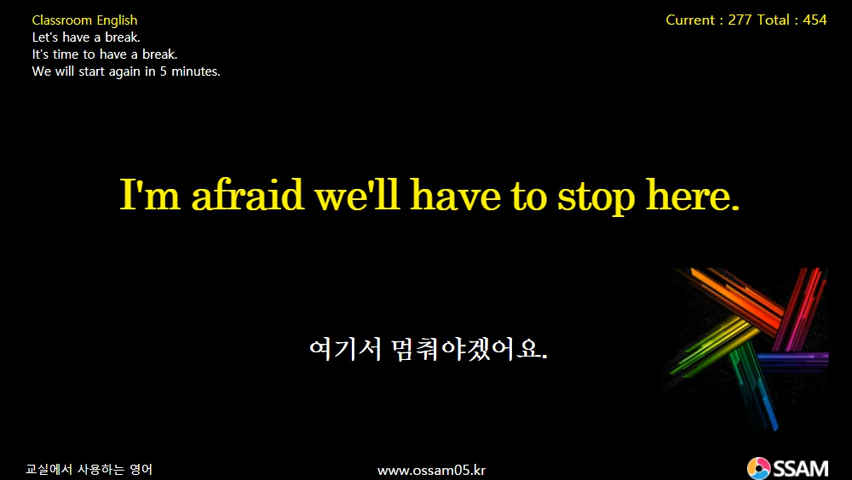 Classroom English
Current : 277 Total : 454
Let's have a break.
It's time to have a break.
We will start again in 5 minutes.
I'm afraid we'll have to stop here.
여기서 멈춰야겠어요.
교실에서 사용하는 영어
www.ossam05.kr
OSSAM